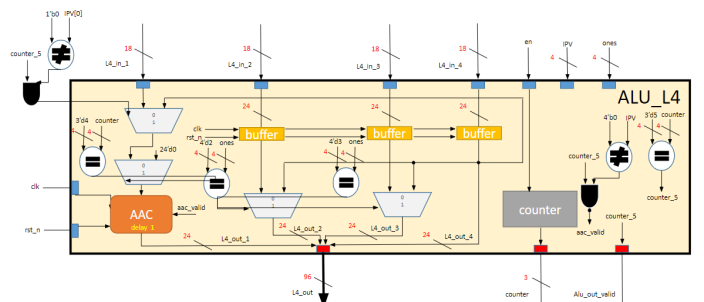 1'b0 IPV[0]
counter_5
18 18 18 18 en IPV ones
4 4
L4_in_1 L4_in_2 L4_in_3 L4_in_4
ALU_L4
0
1
24 24 24
3'd4 counter
4 4
clk
rst_n
buffer buffer buffer
4'b0 IPV
4
3'd5 counter
4 4
≠
=
24'd0
4'd2 ones
4 4
4'd3 ones
4 4
=
=
≠
=
0
1
counter_5
counter_5
clk
AAC
delay 1
aac_valid
0
1
0
1
counter
aac_valid
counter_5
rst_n
24 L4_out_1 24 L4_out_2 24 L4_out_3 24 L4_out_4
96
L4_out
3
counter
Alu_out_valid